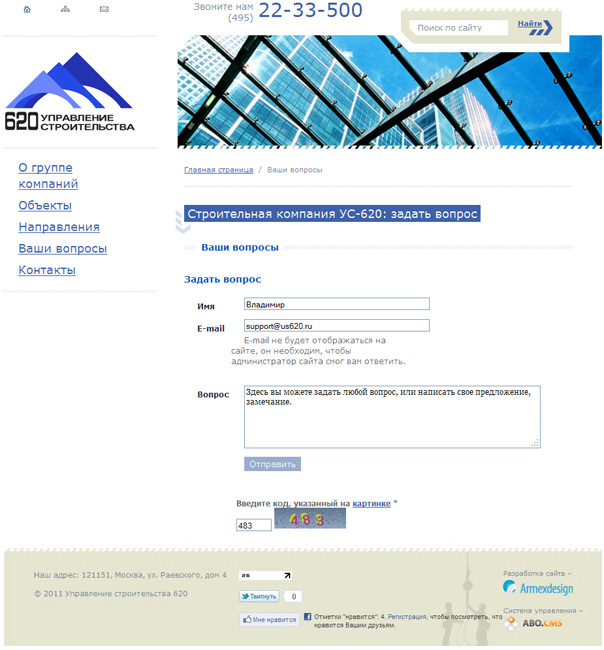 Звоните нам
(495) 22-33-500
Поиск по сайту
Найти
620 УПРАВЛЕНИЕ
СТРОИТЕЛЬСТВА
О группе
компаний
Объекты
Направления
Ваши вопросы
Контакты
Главная страница / Ваши вопросы
Строительная компания УС-620: задать вопрос
Ваши вопросы
Задать вопрос
Имя
Владимир
E-mail
support@us620.ru
E-mail не будет отображаться на
сайте, он необходим, чтобы
администратор сайта смог вам ответить.
Вопрос
Здесь вы можете задать любой вопрос, или написать свое предложение,
замечание.
Отправить
Введите код, указанный на картинке *
483
483
Наш адрес: 121151, Москва, ул. Раевского, дом 4
© 2011 Управление строительства 620
Твитнуть 0
Мне нравится
Отметки "нравится": 4. Регистрация, чтобы посмотреть, что
нравится Вашим друзьям.
Разработка сайта –
Armexdesign
Система управления –
ABO.CMS